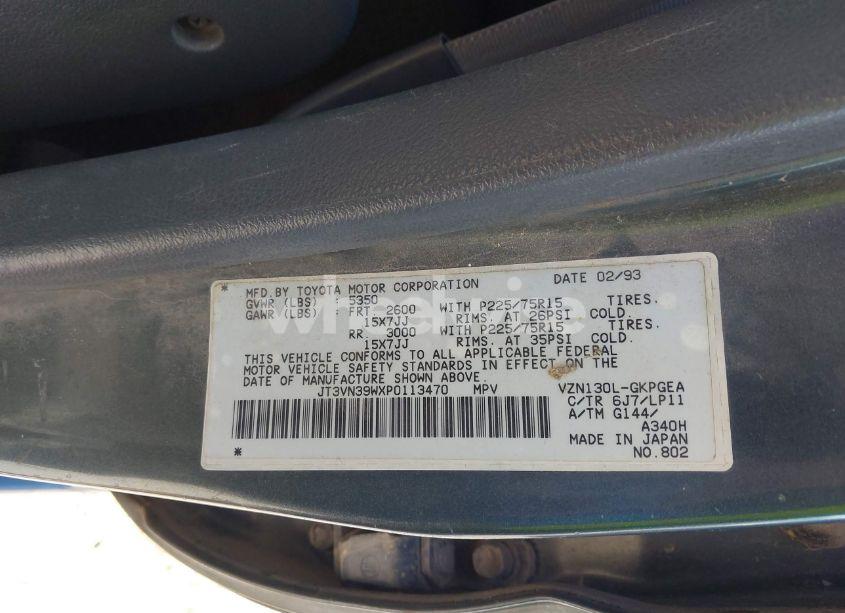 * MFD.BY TOYOTA MOTOR CORPORATION DATE 02/93
GVWR (LBS) : 5350
GAWR (LBS) : FRT 2600 WITH P225/75R15 TIRES.
15X7JJ RIMS. AT 26PSI COLD.
RR 3000 WITH P225/75R15 TIRES.
15X7JJ RIMS. AT 35PSI COLD.
THIS VEHICLE CONFORMS TO ALL APPLICABLE FEDERAL
MOTOR VEHICLE SAFETY STANDARDS IN EFFECT ON THE
DATE OF MANUFACTURE SHOWN ABOVE.
JT3VN39WXP0113470 MPV VZN130L-GKPGEA
C/TR 6J7/LP11
A/TM G144/
A340H
MADE IN JAPAN
* NO.802